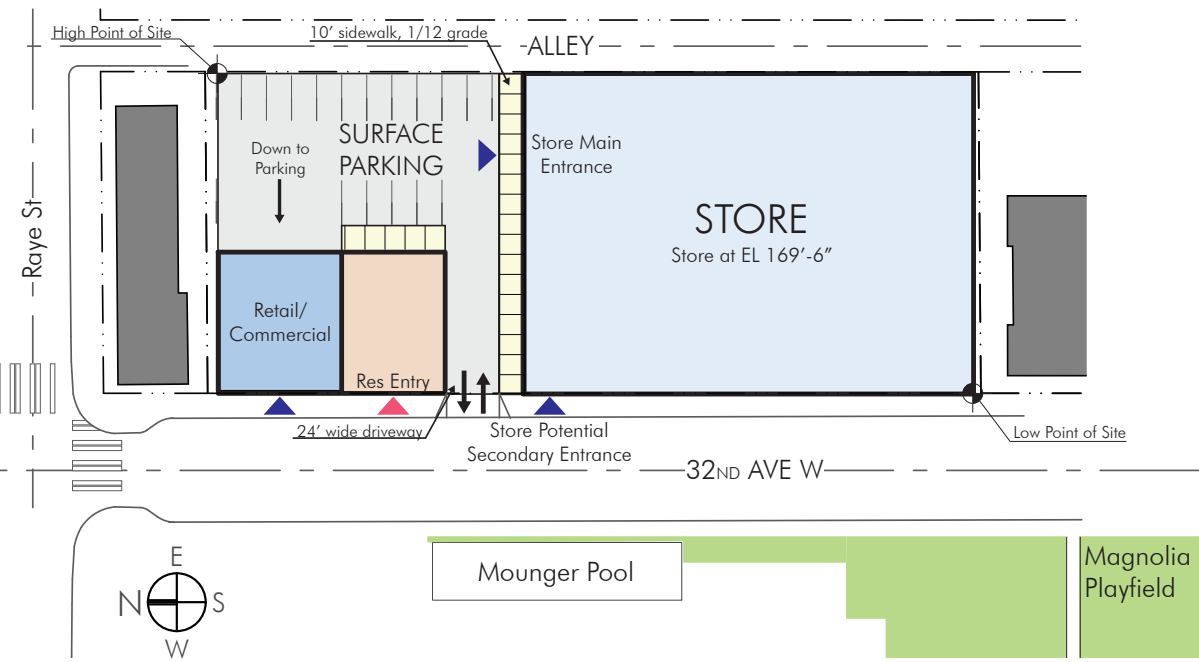 High Point of Site
10’ sidewalk, 1/12 grade
ALLEY
SURFACE
PARKING
Down to
Parking
Store Main
Entrance
STORE
Store at EL 169’-6”
Raye St
Retail/
Commercial
Res Entry
24’ wide driveway
Store Potential
Secondary Entrance
Low Point of Site
32ND AVE W
Mounger Pool
Magnolia
Playfield
E
N
S
W